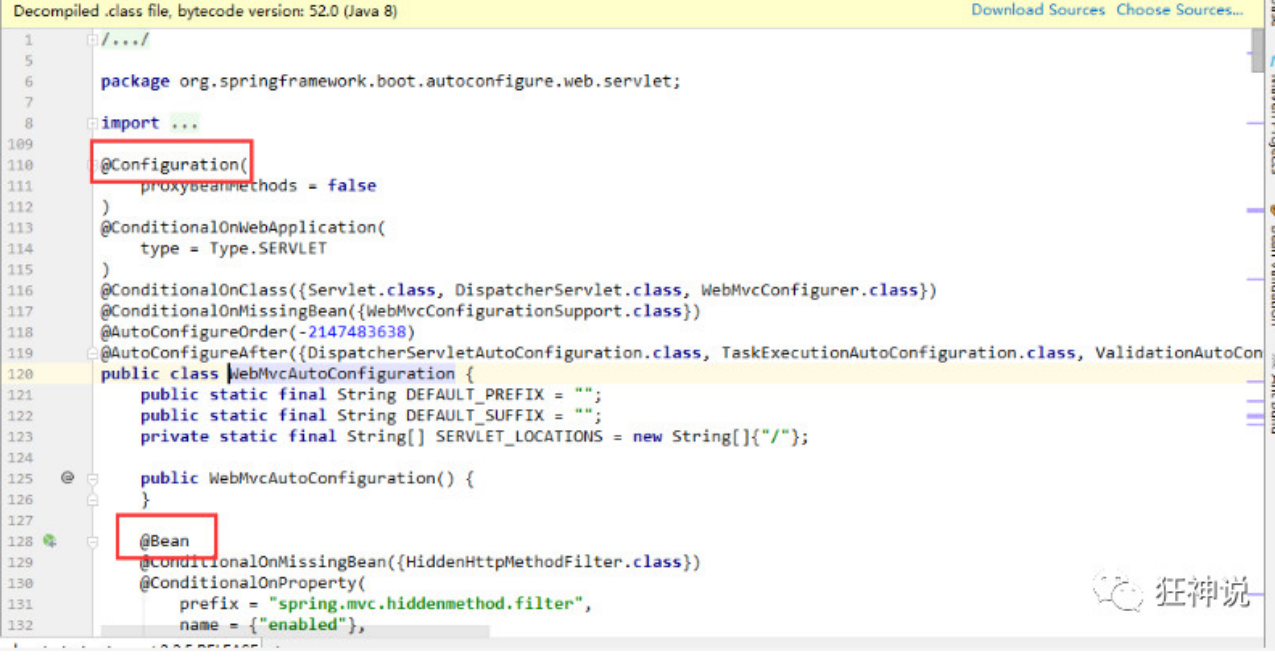 Decompiled .class file, bytecode version: 52.0 (Java 8) Download Sources Choose Sources...
1 /.../
5
6 package org.springframework.boot.autoconfigure.web.servlet;
7
8 import ...
109
110 @Configuration(
111 proxyBeanMethods = false
112 )
113 @ConditionalOnWebApplication(
114 type = Type.SERVLET
115 )
116 @ConditionalOnClass({Servlet.class, DispatcherServlet.class, WebMvcConfigurer.class})
117 @ConditionalOnMissingBean({WebMvcConfigurationSupport.class})
118 @AutoConfigureOrder(-2147483638)
119 @AutoConfigureAfter({DispatcherServletAutoConfiguration.class, TaskExecutionAutoConfiguration.class, ValidationAutoCon
120 public class WebMvcAutoConfiguration {
121 public static final String DEFAULT_PREFIX = "";
122 public static final String DEFAULT_SUFFIX = "";
123 private static final String[] SERVLET_LOCATIONS = new String[]{"/"};
124
125 @ public WebMvcAutoConfiguration() {
126 }
127
128 @Bean
129 @ConditionalOnMissingBean({HiddenHttpMethodFilter.class})
130 @ConditionalOnProperty(
131 prefix = "spring.mvc.hiddenmethod.filter",
132 name = {"enabled"},
狂神说